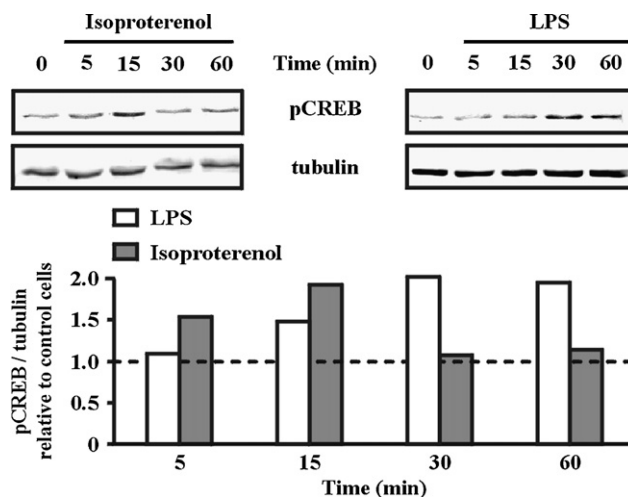 Isoproterenol
LPS
0 5 15 30 60 Time (min) 0 5 15 30 60
pCREB
tubulin
LPS
Isoproterenol
pCREB / tubulin
relative to control cells
2.0
1.5
1.0
0.5
0
5 15 30 60
Time (min)